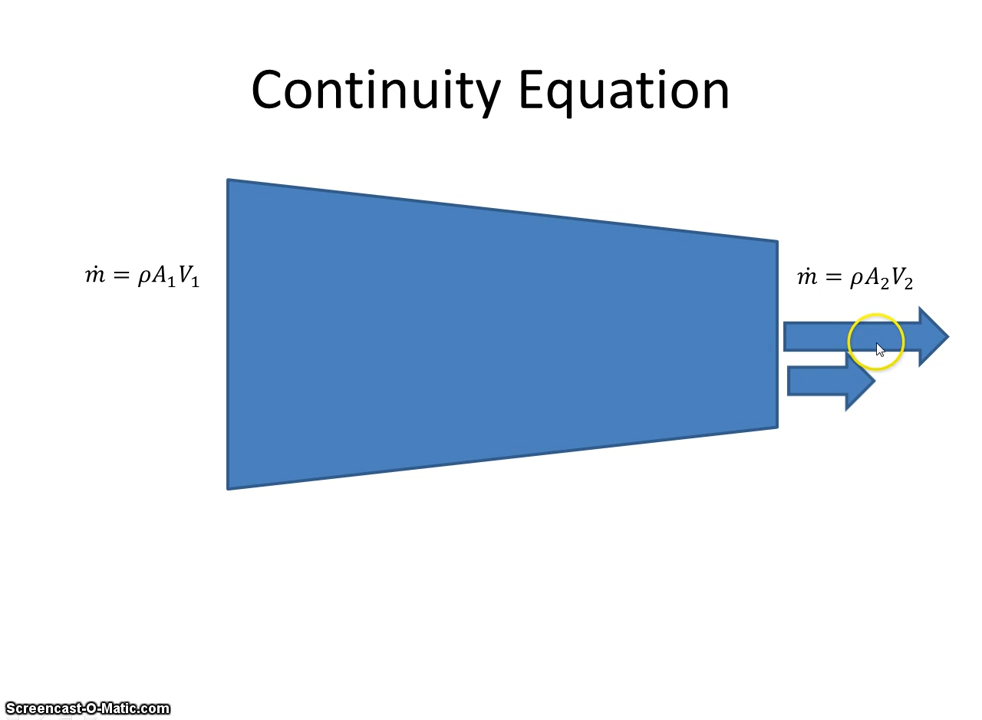 Continuity Equation
ṁ = ρA₁V₁
ṁ = ρA₂V₂
Screencast-O-Matic.com